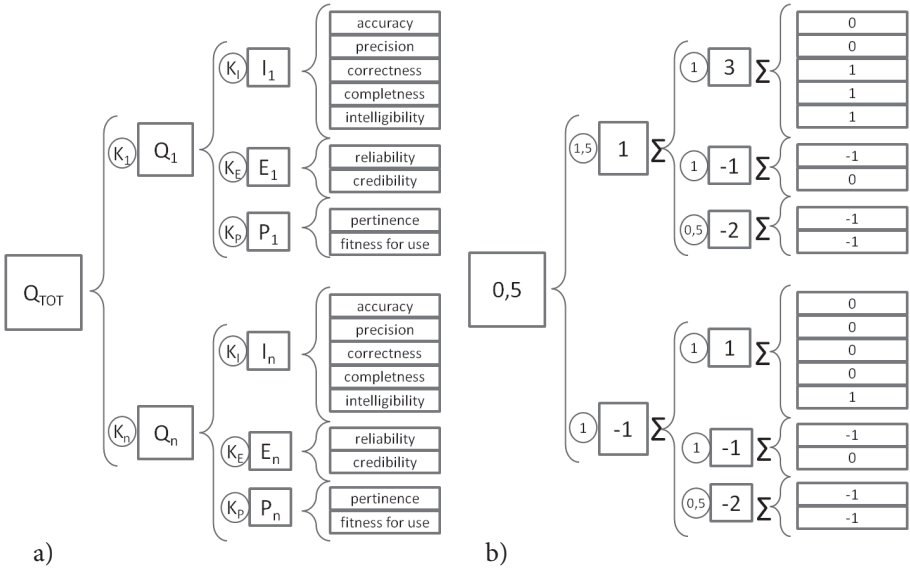 accuracy
precision
correctness
completness
intelligibility
K_I I_1
reliability
credibility
K_E E_1
pertinence
fitness for use
K_P P_1
K_1 Q_1
Q_TOT
accuracy
precision
correctness
completness
intelligibility
K_I I_n
reliability
credibility
K_E E_n
pertinence
fitness for use
K_P P_n
K_n Q_n
a)
0
0
1
1
1
1 3 Σ
-1
0
1 -1 Σ
-1
-1
0,5 -2 Σ
1,5 1 Σ
0,5
0
0
0
0
1
1 1 Σ
-1
0
1 -1 Σ
-1
-1
0,5 -2 Σ
1 -1 Σ
b)